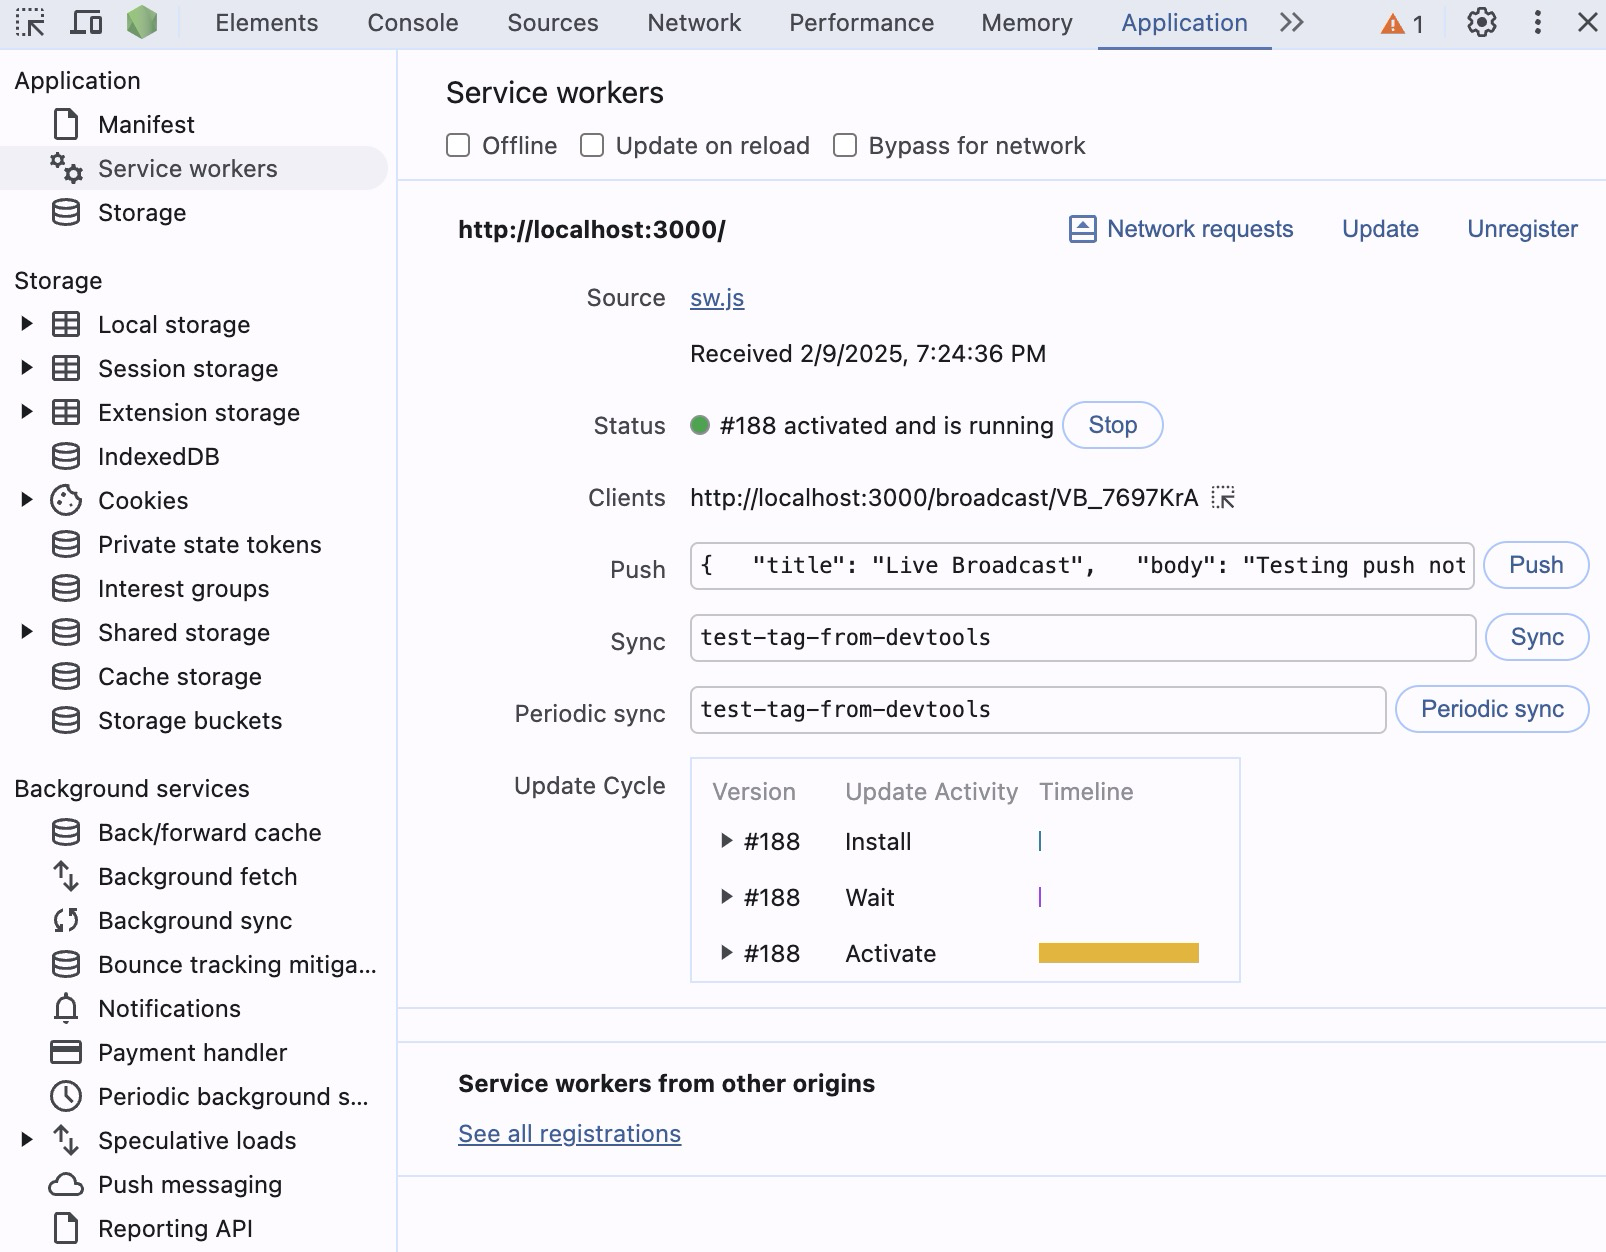 Elements Console Sources Network Performance Memory Application 1
Application
Manifest
Service workers
Storage
Storage
Local storage
Session storage
Extension storage
IndexedDB
Cookies
Private state tokens
Interest groups
Shared storage
Cache storage
Storage buckets
Background services
Back/forward cache
Background fetch
Background sync
Bounce tracking mitiga...
Notifications
Payment handler
Periodic background s...
Speculative loads
Push messaging
Reporting API
Service workers
Offline Update on reload Bypass for network
http://localhost:3000/ Network requests Update Unregister
Source sw.js
Received 2/9/2025, 7:24:36 PM
Status #188 activated and is running Stop
Clients http://localhost:3000/broadcast/VB_7697KrA
Push { "title": "Live Broadcast", "body": "Testing push not Push
Sync test-tag-from-devtools Sync
Periodic sync test-tag-from-devtools Periodic sync
Update Cycle Version Update Activity Timeline
#188 Install
#188 Wait
#188 Activate
Service workers from other origins
See all registrations